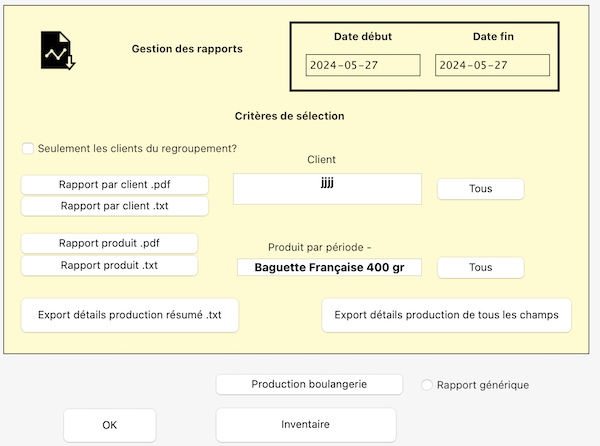 Gestion des rapports
Date début
Date fin
2024-05-27
2024-05-27
Critères de sélection
Seulement les clients du regroupement?
Client
Rapport par client .pdf
jjjj
Tous
Rapport par client .txt
Rapport produit .pdf
Produit par période -
Rapport produit .txt
Baguette Française 400 gr
Tous
Export détails production résumé .txt
Export détails production de tous les champs
Production boulangerie
Rapport générique
OK
Inventaire